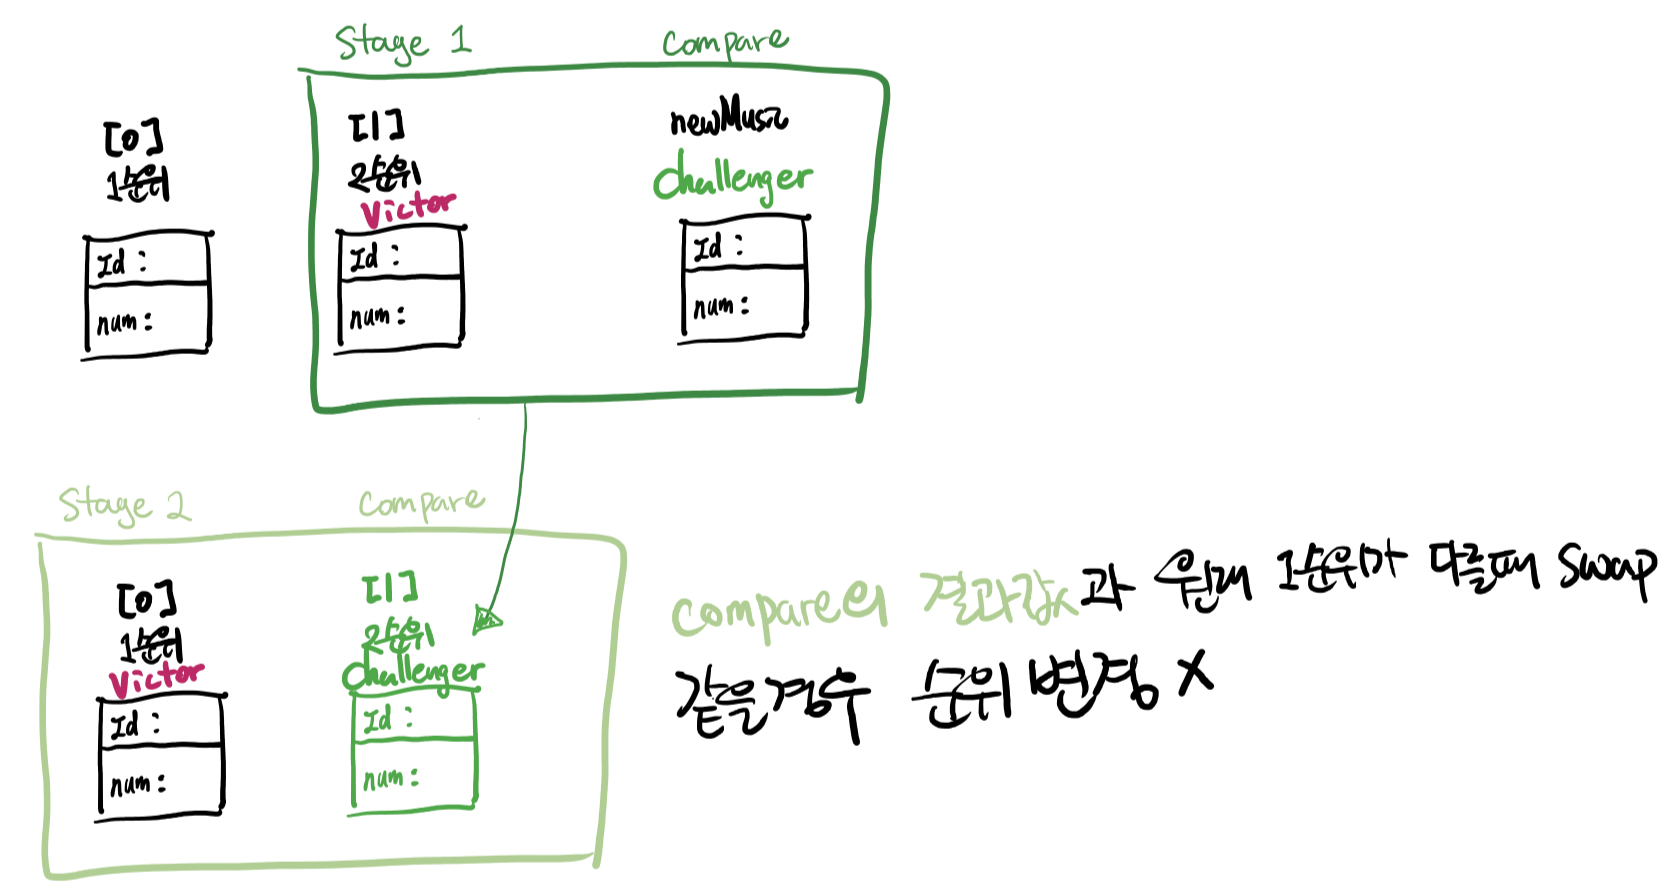 Stage 1
Compare
[0]
1순위
Id :
num :
[1]
2순위
Victor
Id :
num :
newMusic
Challenger
Id :
num :
Stage 2
Compare
[0]
1순위
Victor
Id :
num :
[1]
2순위
Challenger
Id :
num :
compare의 결과값과 원래 1순위가 다를때 Swap
같을경우 순위 변경 X